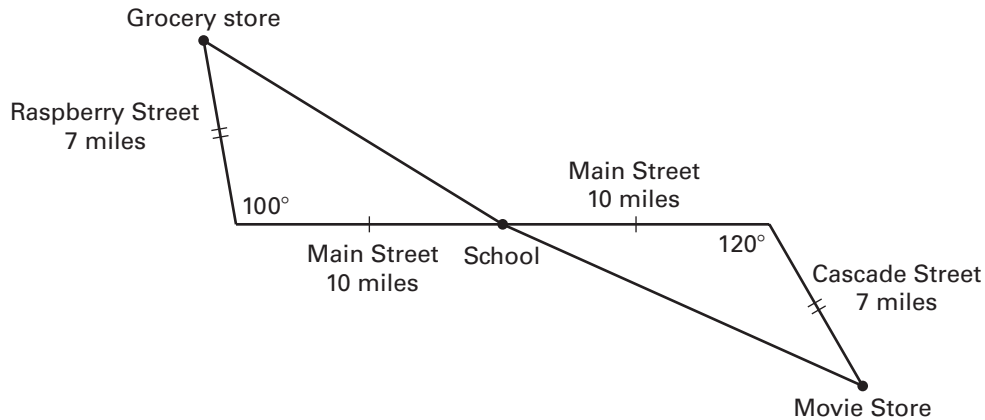 Grocery store
Raspberry Street
7 miles
100°
Main Street
10 miles
Main Street
10 miles
School
120°
Cascade Street
7 miles
Movie Store